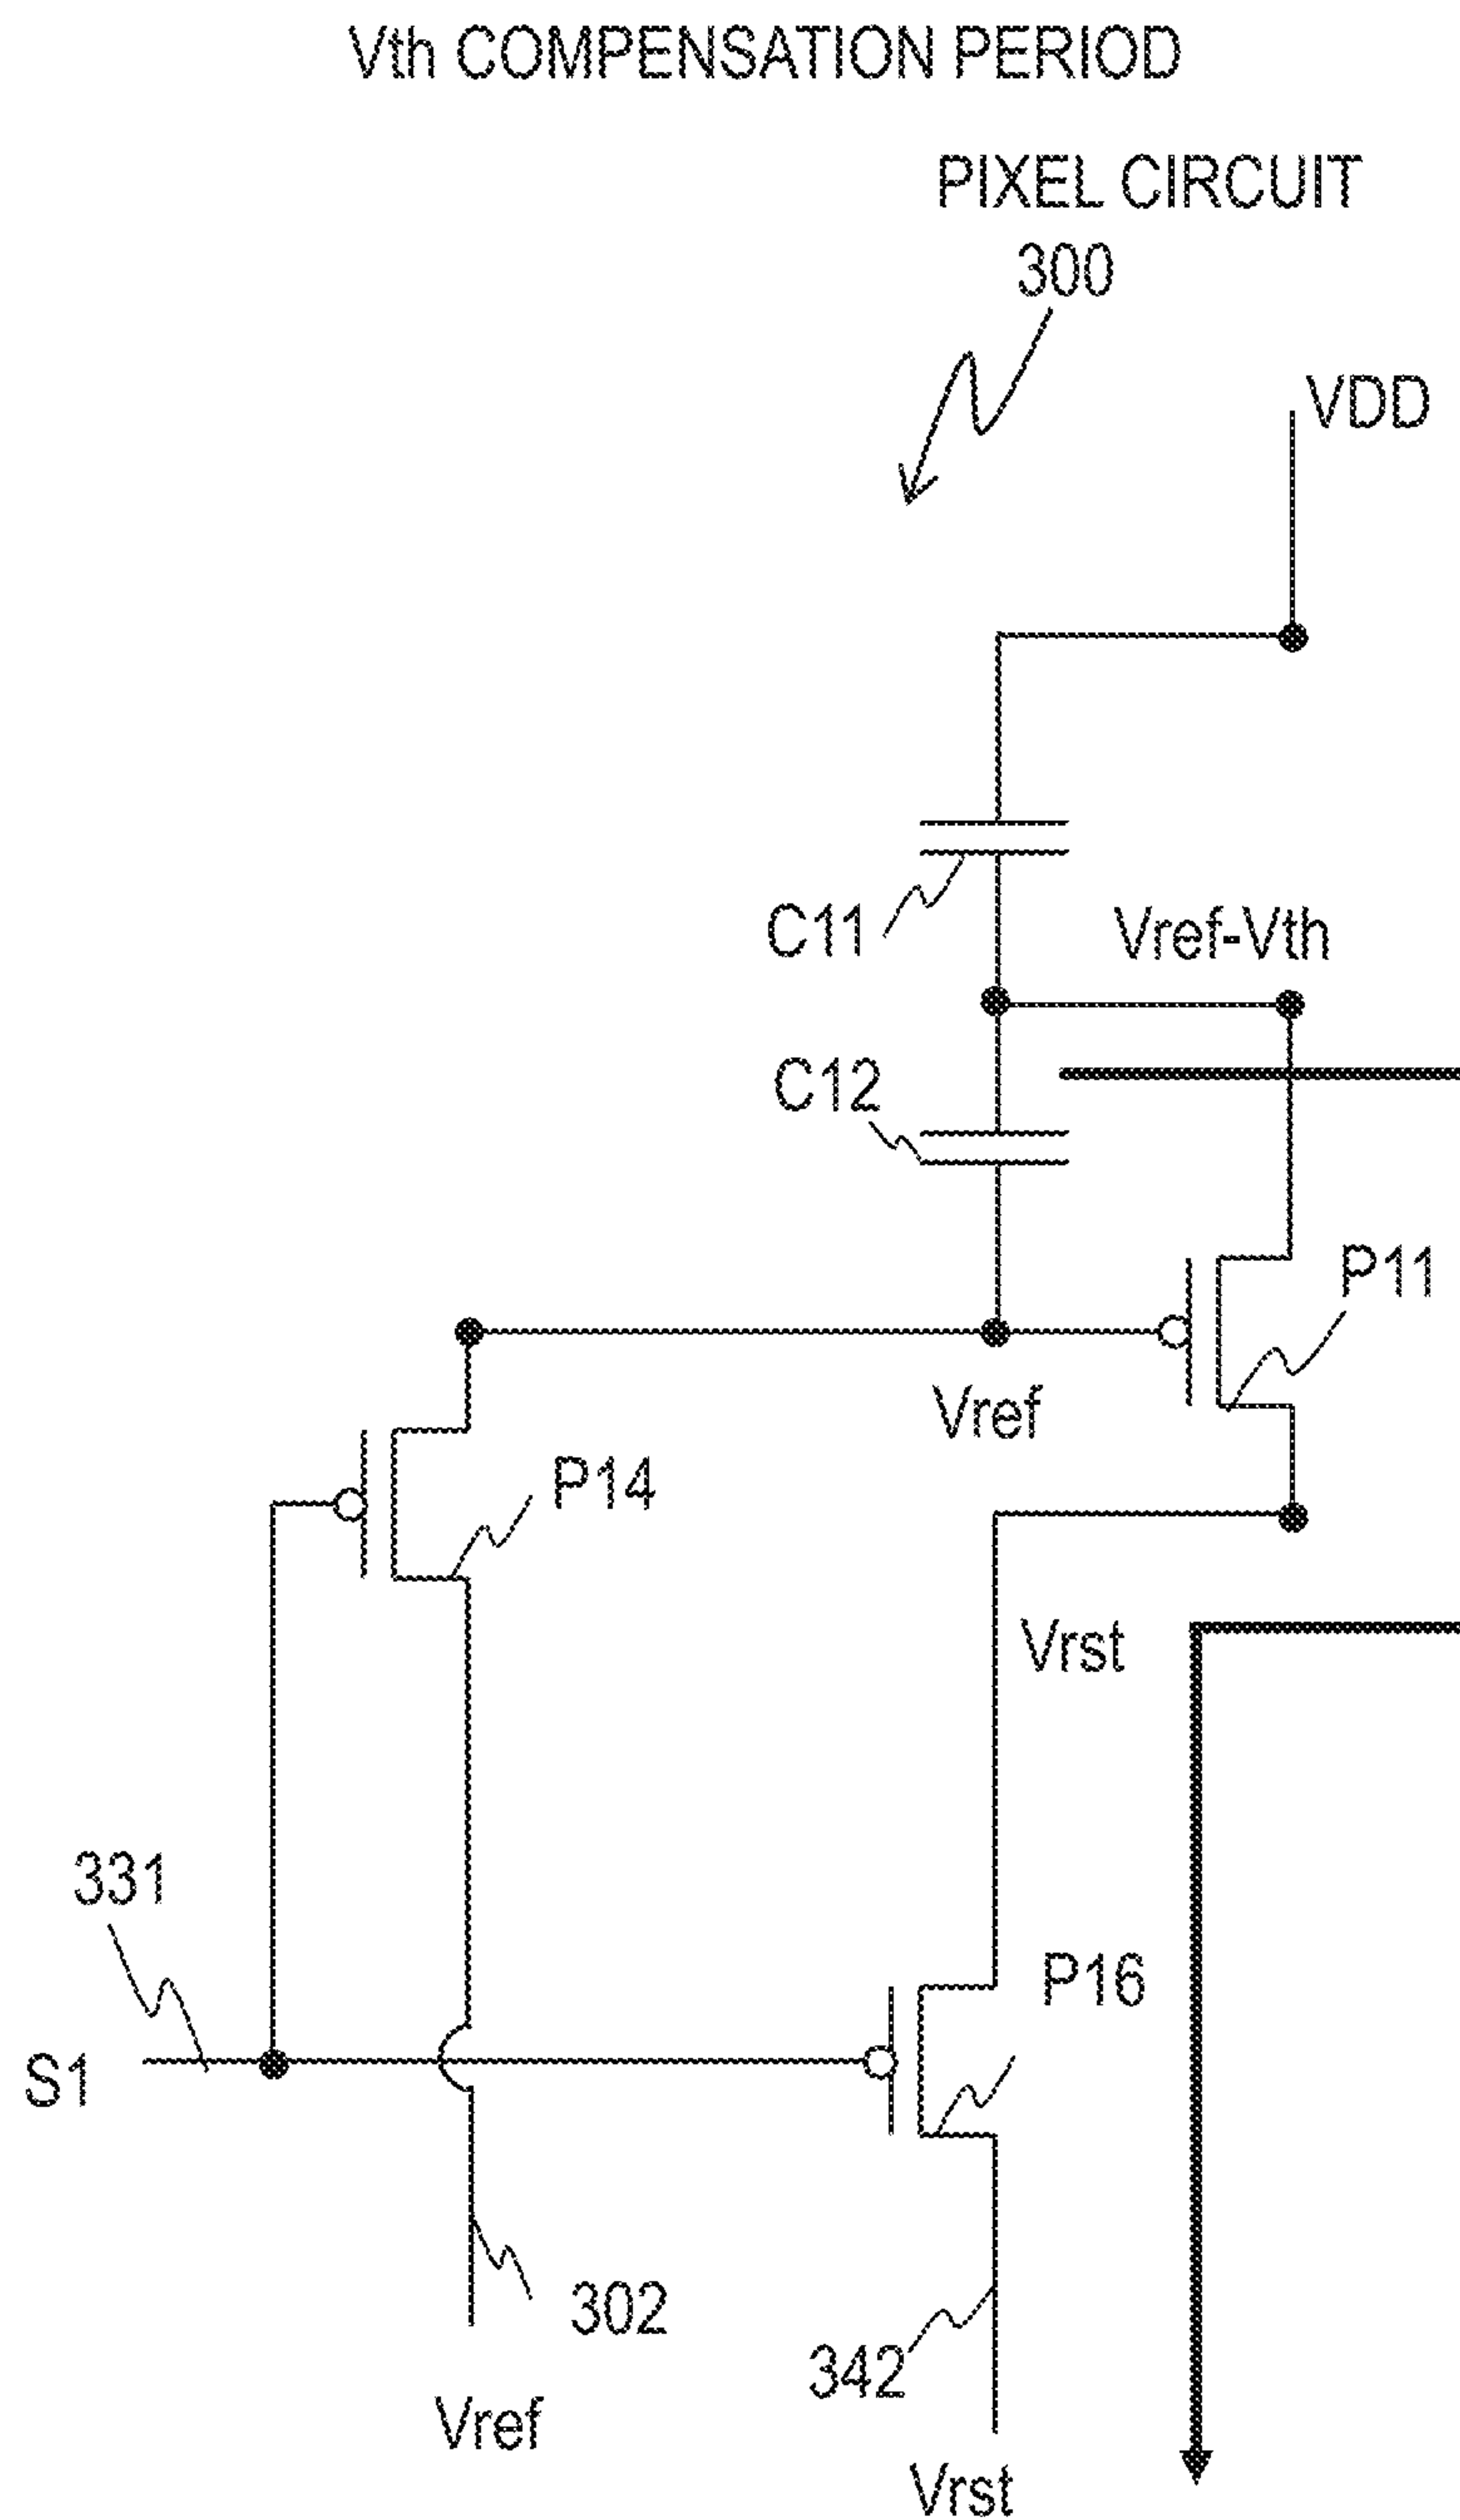 Vth COMPENSATION PERIOD
PIXEL CIRCUIT
300
VDD
C11
Vref-Vth
C12
P11
Vref
P14
Vrst
331
P16
S1
302
342
Vref
Vrst